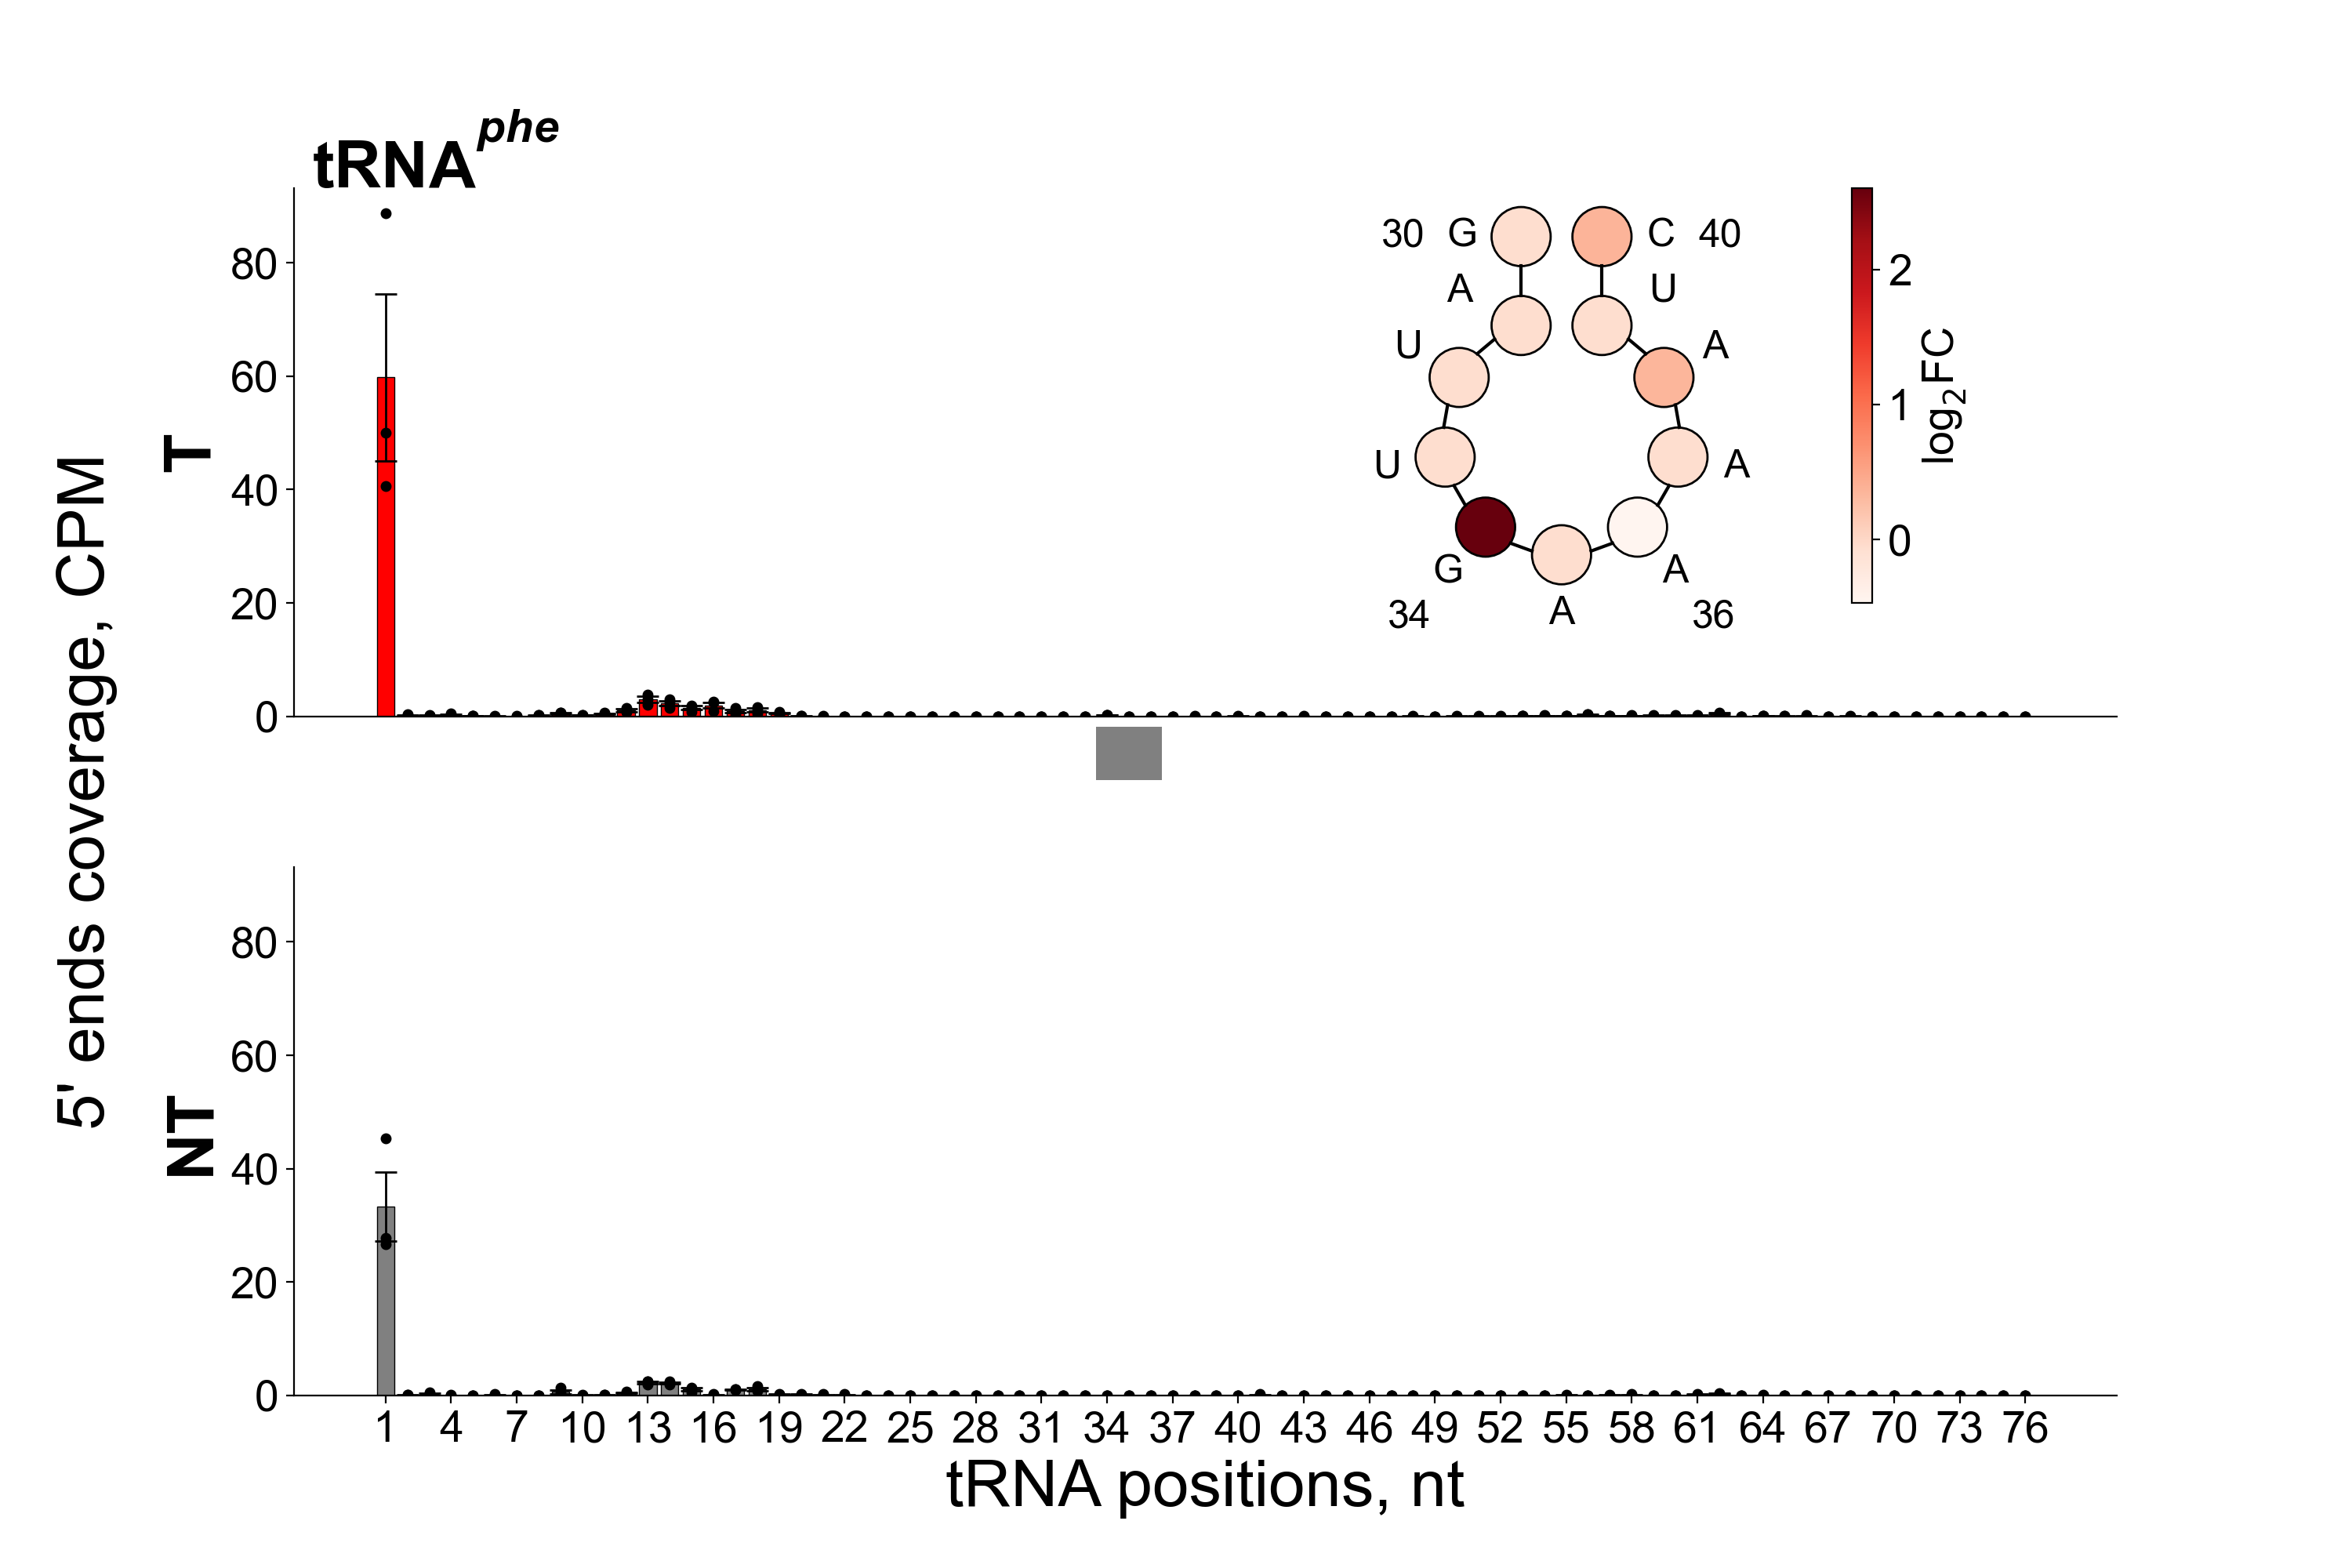 tRNA^phe
5' ends coverage, CPM
T
80
60
40
20
0
30 G C 40
A U
U A
U A
G A
A
34 36
2
1
0
log₂FC
NT
80
60
40
20
0
1 4 7 10 13 16 19 22 25 28 31 34 37 40 43 46 49 52 55 58 61 64 67 70 73 76
tRNA positions, nt